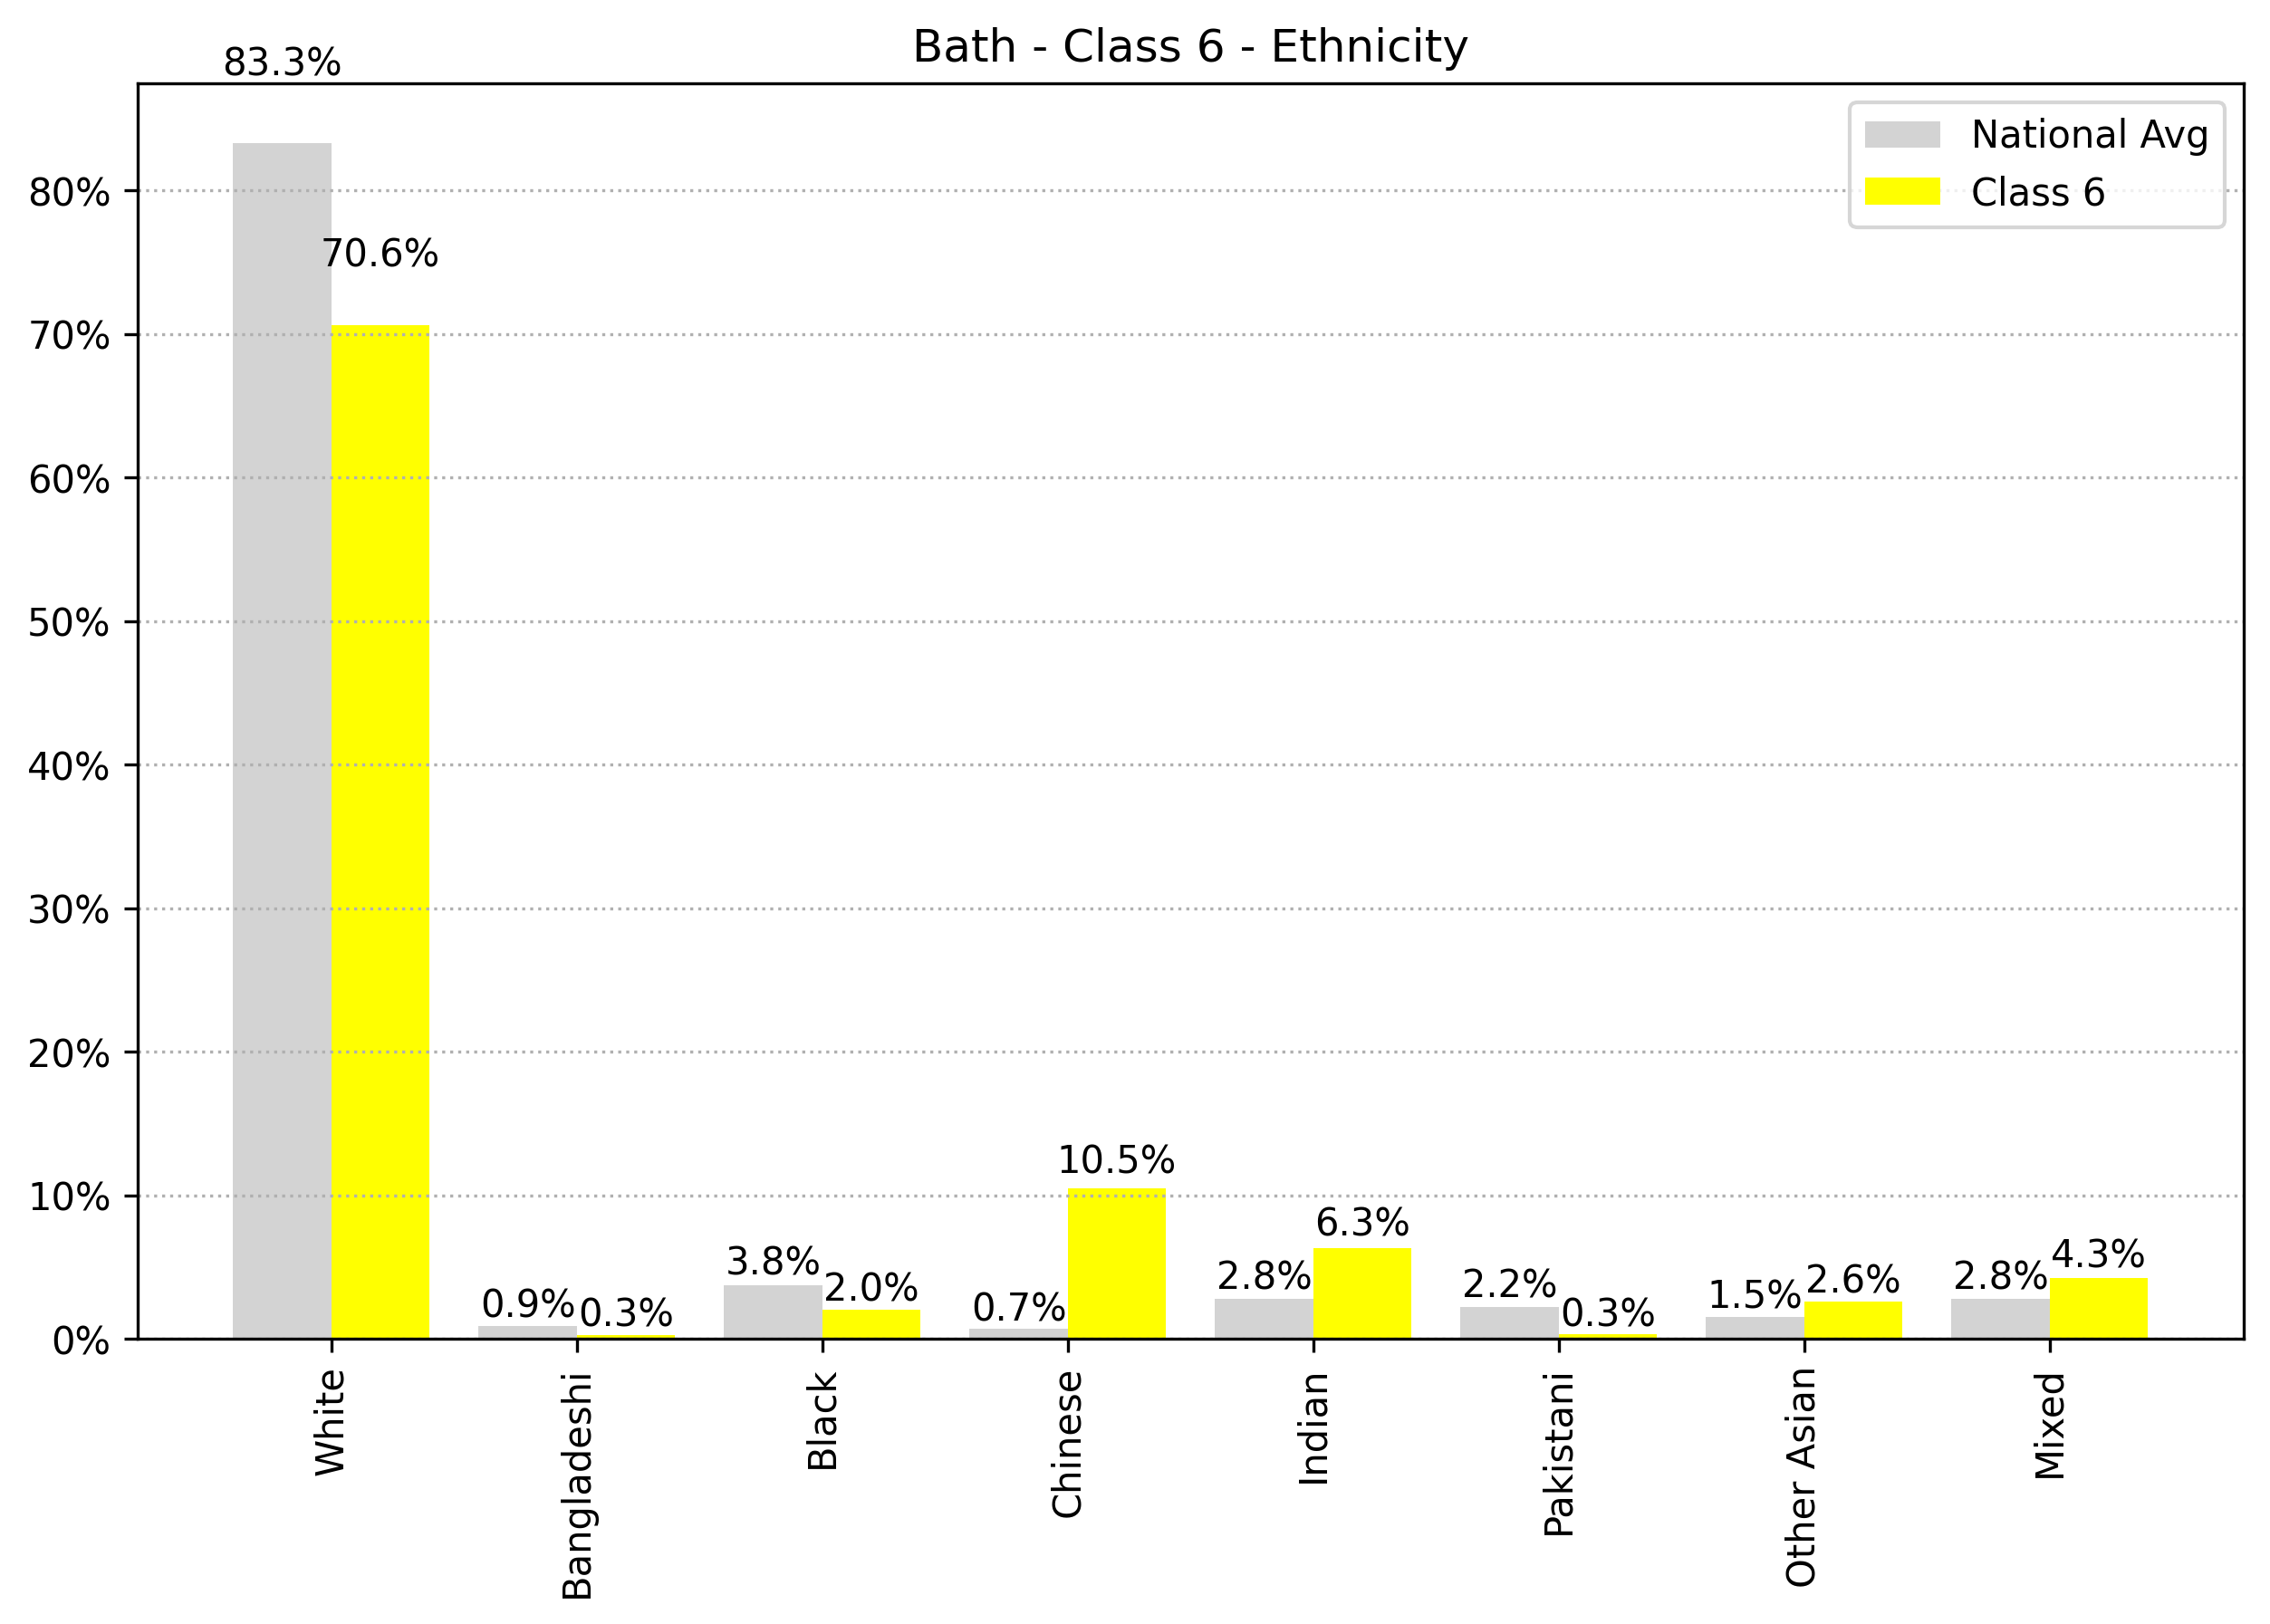 Bath - Class 6 - Ethnicity
National Avg
Class 6
80%
70%
60%
50%
40%
30%
20%
10%
0%
83.3%
70.6%
0.9%
0.3%
3.8%
2.0%
0.7%
10.5%
2.8%
6.3%
2.2%
0.3%
1.5%
2.6%
2.8%
4.3%
White
Bangladeshi
Black
Chinese
Indian
Pakistani
Other Asian
Mixed